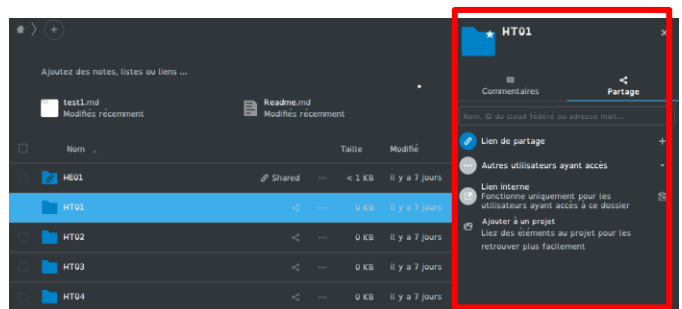 Ajoutez des notes, listes ou liens ...
test1.md
Modifiés récemment
Readme.md
Modifiés récemment
Nom
Taille
Modifié
HE01
Shared
< 1 KB
il y a 7 jours
HT01
0 KB
il y a 7 jours
HT02
0 KB
il y a 7 jours
HT03
0 KB
il y a 7 jours
HT04
0 KB
il y a 7 jours
HT01
Commentaires
Partage
Nom, ID du cloud fédéré ou adresse mail...
Lien de partage
Autres utilisateurs ayant accès
Lien interne
Fonctionne uniquement pour les
utilisateurs ayant accès à ce dossier
Ajouter à un projet
Liez des éléments au projet pour les
retrouver plus facilement